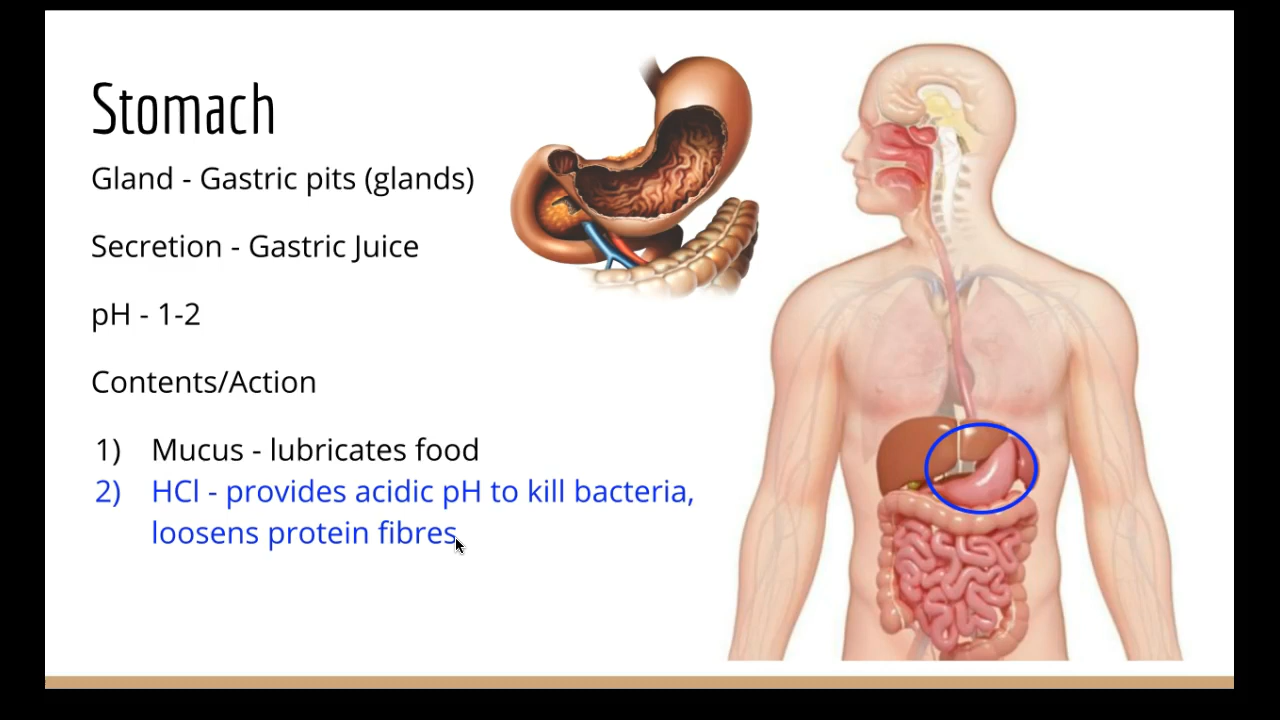 Stomach
Gland - Gastric pits (glands)
Secretion - Gastric Juice
pH - 1-2
Contents/Action
1) Mucus - lubricates food
2) HCl - provides acidic pH to kill bacteria,
loosens protein fibres